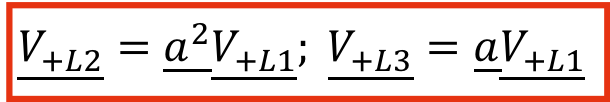 V₊L2 = a²V₊L1; V₊L3 = aV₊L1